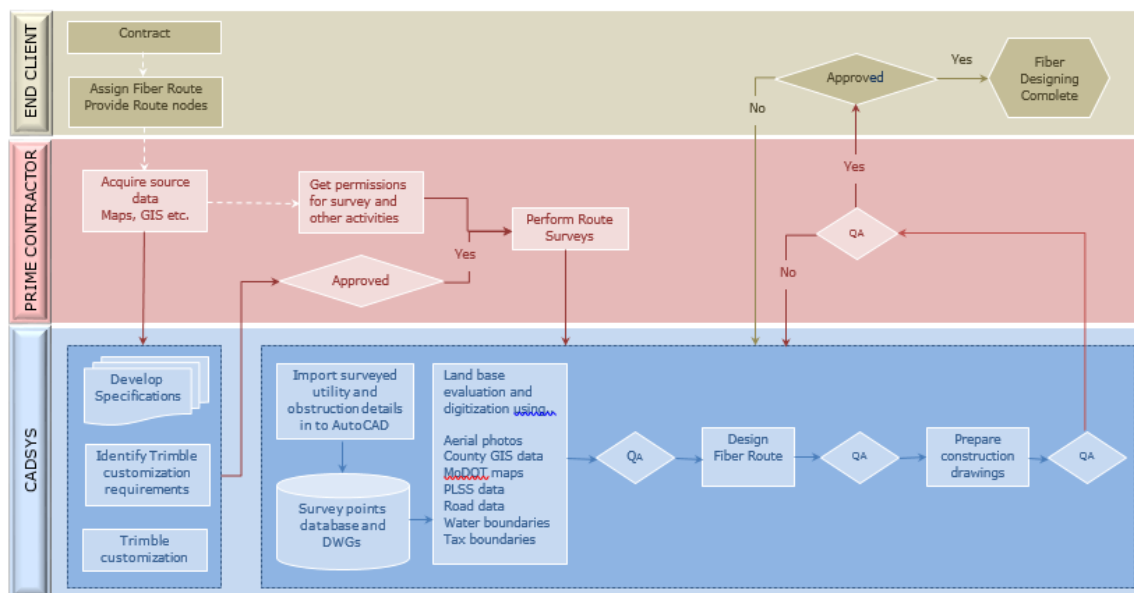 END CLIENT
Contract
Assign Fiber Route
Provide Route nodes
Approved
Yes
No
Fiber
Designing
Complete
PRIME CONTRACTOR
Acquire source
data
Maps, GIS etc.
Get permissions
for survey and
other activities
Approved
Yes
Perform Route
Surveys
Yes
QA
No
CADSYS
Develop
Specifications
Identify Trimble
customization
requirements
Trimble
customization
Import surveyed
utility and
obstruction details
in to AutoCAD
Survey points
database and
DWGs
Land base
evaluation and
digitization using
Aerial photos
County GIS data
MoDOT maps
PLSS data
Road data
Water boundaries
Tax boundaries
QA
Design
Fiber Route
QA
Prepare
construction
drawings
QA